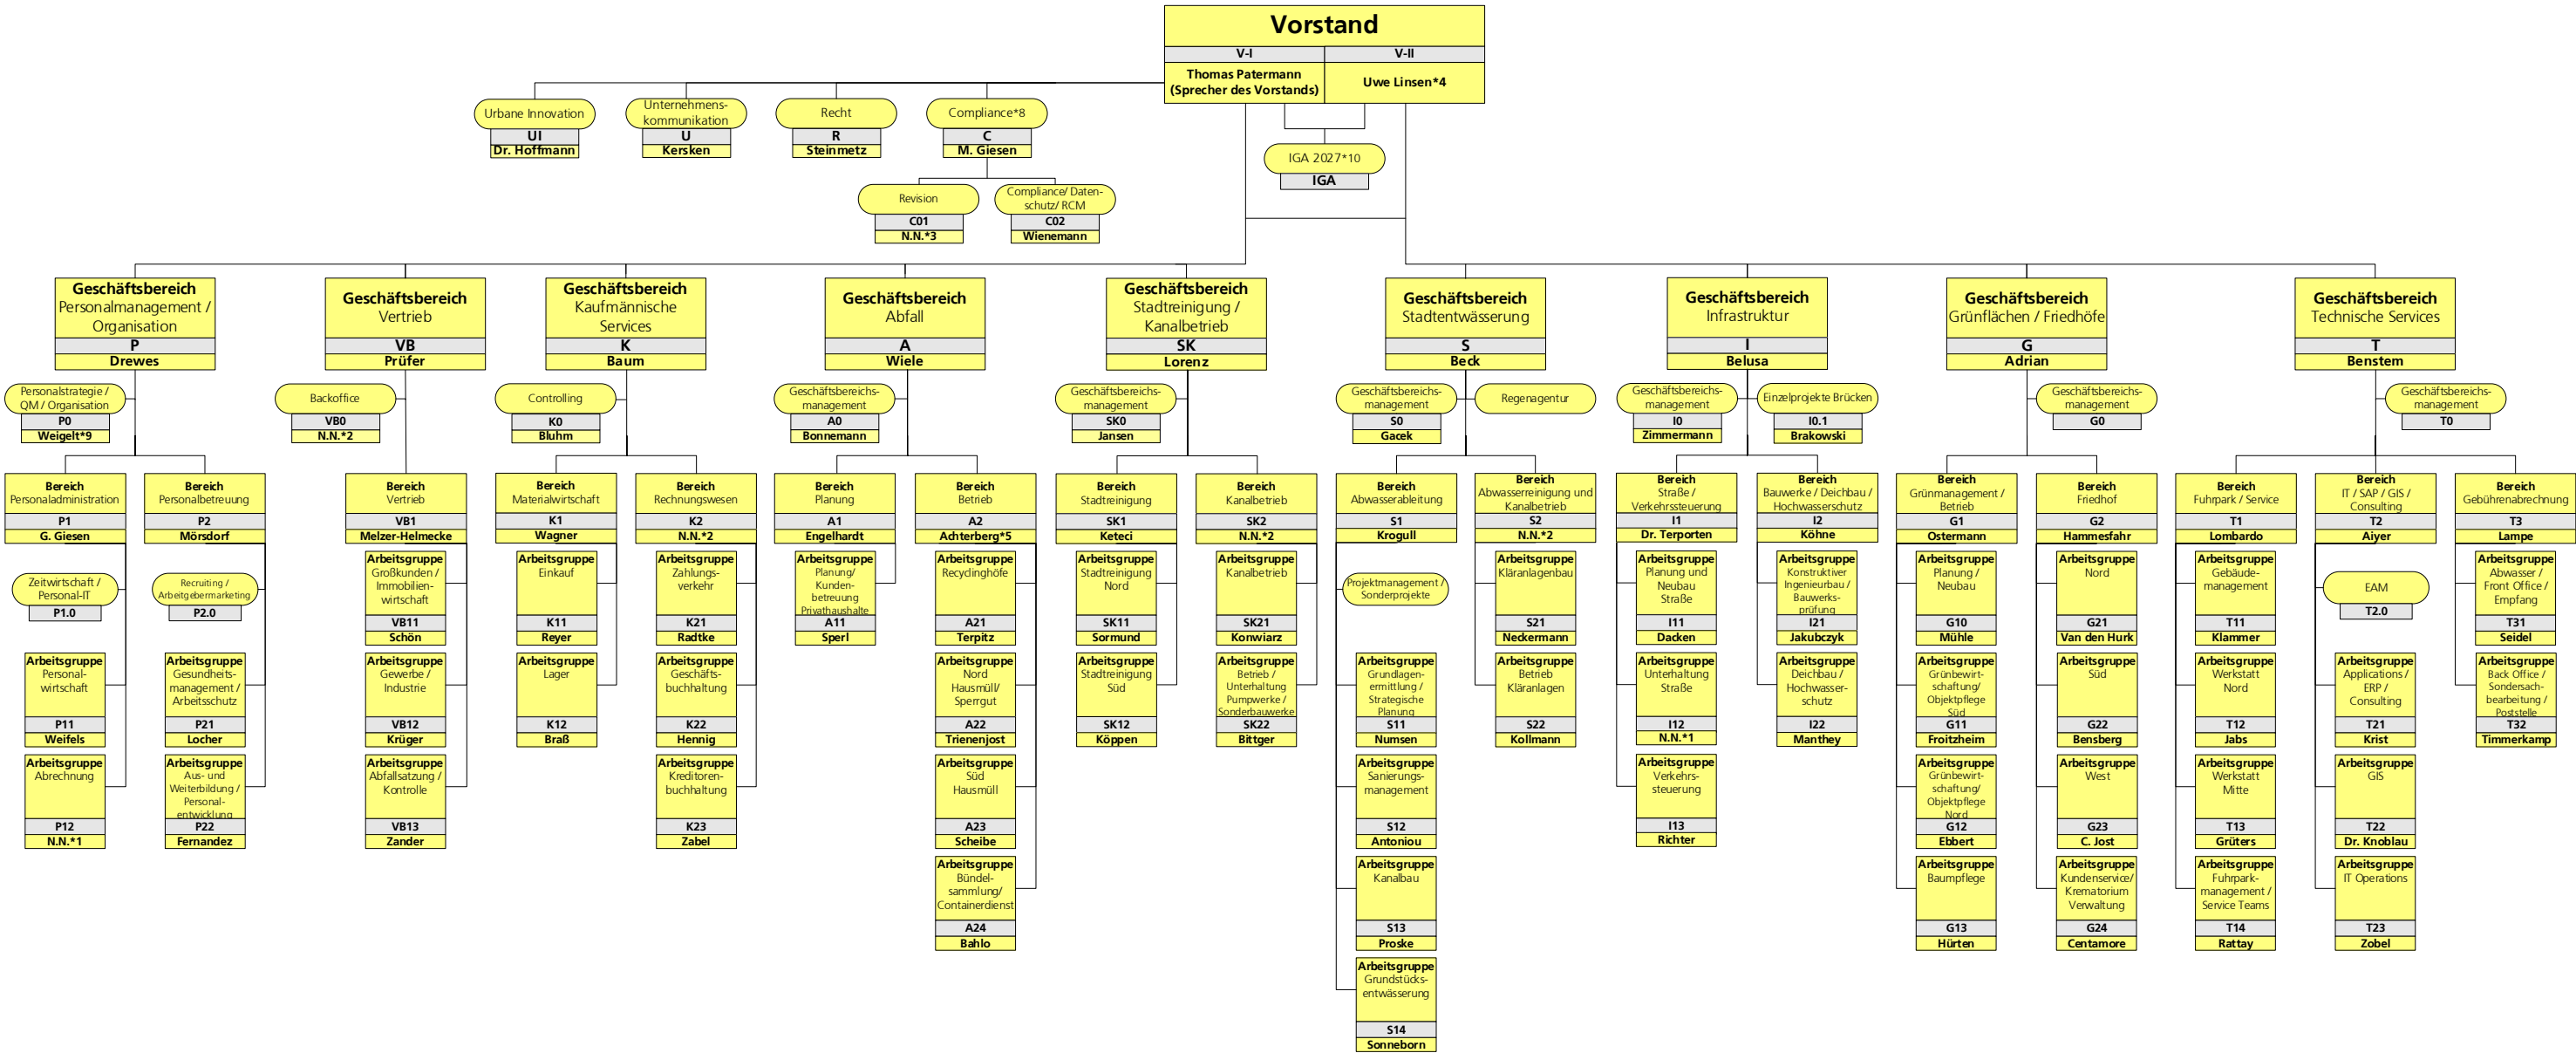 Vorstand
V-I
V-II
Thomas Patermann
(Sprecher des Vorstands)
Uwe Linsen*4
Urbane Innovation
UI
Dr. Hoffmann
Unternehmens-
kommunikation
U
Kersken
Recht
R
Steinmetz
Compliance*8
C
M. Giesen
IGA 2027*10
IGA
Revision
C01
N.N.*3
Compliance/ Daten-
schutz/ RCM
C02
Wienemann
Geschäftsbereich
Personalmanagement /
Organisation
P
Drewes
Geschäftsbereich
Vertrieb
VB
Prüfer
Geschäftsbereich
Kaufmännische
Services
K
Baum
Geschäftsbereich
Abfall
A
Wiele
Geschäftsbereich
Stadtreinigung /
Kanalbetrieb
SK
Lorenz
Geschäftsbereich
Stadtentwässerung
S
Beck
Geschäftsbereich
Infrastruktur
I
Belusa
Geschäftsbereich
Grünflächen / Friedhöfe
G
Adrian
Geschäftsbereich
Technische Services
T
Benstem
Personalstrategie /
QM / Organisation
P0
Weigelt*9
Backoffice
VB0
N.N.*2
Controlling
K0
Bluhm
Geschäftsbereichs-
management
A0
Bonnemann
Geschäftsbereichs-
management
SK0
Jansen
Geschäftsbereichs-
management
S0
Gacek
Regenagentur
Geschäftsbereichs-
management
I0
Zimmermann
Einzelprojekte Brücken
I0.1
Brakowski
Geschäftsbereichs-
management
G0
Geschäftsbereichs-
management
T0
Bereich
Personaladministration
P1
G. Giesen
Bereich
Personalbetreuung
P2
Mörsdorf
Bereich
Vertrieb
VB1
Melzer-Helmecke
Bereich
Materialwirtschaft
K1
Wagner
Bereich
Rechnungswesen
K2
N.N.*2
Bereich
Planung
A1
Engelhardt
Bereich
Betrieb
A2
Achterberg*5
Bereich
Stadtreinigung
SK1
Keteci
Bereich
Kanalbetrieb
SK2
N.N.*2
Bereich
Abwasserableitung
S1
Krogull
Bereich
Abwasserreinigung und
Kanalbetrieb
S2
N.N.*2
Bereich
Straße /
Verkehrssteuerung
I1
Dr. Terporten
Bereich
Bauwerke / Deichbau /
Hochwasserschutz
I2
Köhne
Bereich
Grünmanagement /
Betrieb
G1
Ostermann
Bereich
Friedhof
G2
Hammesfahr
Bereich
Fuhrpark / Service
T1
Lombardo
Bereich
IT / SAP / GIS /
Consulting
T2
Aiyer
Bereich
Gebührenabrechnung
T3
Lampe
Zeitwirtschaft /
Personal-IT
P1.0
Recruiting /
Arbeitgebermarketing
P2.0
Arbeitsgruppe
Großkunden /
Immobilien-
wirtschaft
VB11
Schön
Arbeitsgruppe
Einkauf
K11
Reyer
Arbeitsgruppe
Zahlungs-
verkehr
K21
Radtke
Arbeitsgruppe
Planung/
Kunden-
betreuung
Privathaushalte
A11
Sperl
Arbeitsgruppe
Recyclinghöfe
A21
Terpitz
Arbeitsgruppe
Stadtreinigung
Nord
SK11
Sormund
Arbeitsgruppe
Kanalbetrieb
SK21
Konwiarz
Projektmanagement /
Sonderprojekte
Arbeitsgruppe
Kläranlagenbau
S21
Neckermann
Arbeitsgruppe
Planung und
Neubau
Straße
I11
Dacken
Arbeitsgruppe
Konstruktiver
Ingenieurbau /
Bauwerks-
prüfung
I21
Jakubczyk
Arbeitsgruppe
Planung /
Neubau
G10
Mühle
Arbeitsgruppe
Nord
G21
Van den Hurk
Arbeitsgruppe
Gebäude-
management
T11
Klammer
EAM
T2.0
Arbeitsgruppe
Abwasser /
Front Office /
Empfang
T31
Seidel
Arbeitsgruppe
Personal-
wirtschaft
P11
Weifels
Arbeitsgruppe
Gesundheits-
management /
Arbeitsschutz
P21
Locher
Arbeitsgruppe
Gewerbe /
Industrie
VB12
Krüger
Arbeitsgruppe
Lager
K12
Braß
Arbeitsgruppe
Geschäfts-
buchhaltung
K22
Hennig
Arbeitsgruppe
Nord
Hausmüll/
Sperrgut
A22
Trienenjost
Arbeitsgruppe
Stadtreinigung
Süd
SK12
Köppen
Arbeitsgruppe
Betrieb /
Unterhaltung
Pumpwerke /
Sonderbauwerke
SK22
Bittger
Arbeitsgruppe
Grundlagen-
ermittlung /
Strategische
Planung
S11
Numsen
Arbeitsgruppe
Betrieb
Kläranlagen
S22
Kollmann
Arbeitsgruppe
Unterhaltung
Straße
I12
N.N.*1
Arbeitsgruppe
Deichbau /
Hochwasser-
schutz
I22
Manthey
Arbeitsgruppe
Grünbewirt-
schaftung/
Objektpflege
Süd
G11
Froitzheim
Arbeitsgruppe
Süd
G22
Bensberg
Arbeitsgruppe
Werkstatt
Nord
T12
Jabs
Arbeitsgruppe
Applications /
ERP /
Consulting
T21
Krist
Arbeitsgruppe
Back Office /
Sondersach-
bearbeitung /
Poststelle
T32
Timmerkamp
Arbeitsgruppe
Abrechnung
P12
N.N.*1
Arbeitsgruppe
Aus- und
Weiterbildung /
Personal-
entwicklung
P22
Fernandez
Arbeitsgruppe
Abfallsatzung /
Kontrolle
VB13
Zander
Arbeitsgruppe
Kreditoren-
buchhaltung
K23
Zabel
Arbeitsgruppe
Süd
Hausmüll
A23
Scheibe
Arbeitsgruppe
Sanierungs-
management
S12
Antoniou
Arbeitsgruppe
Verkehrs-
steuerung
I13
Richter
Arbeitsgruppe
Grünbewirt-
schaftung/
Objektpflege
Nord
G12
Ebbert
Arbeitsgruppe
West
G23
C. Jost
Arbeitsgruppe
Werkstatt
Mitte
T13
Grüters
Arbeitsgruppe
GIS
T22
Dr. Knoblau
Arbeitsgruppe
Bündel-
sammlung/
Containerdienst
A24
Bahlo
Arbeitsgruppe
Kanalbau
S13
Proske
Arbeitsgruppe
Baumpflege
G13
Hürten
Arbeitsgruppe
Kundenservice/
Krematorium
Verwaltung
G24
Centamore
Arbeitsgruppe
Fuhrpark-
management /
Service Teams
T14
Rattay
Arbeitsgruppe
IT Operations
T23
Zobel
Arbeitsgruppe
Grundstücks-
entwässerung
S14
Sonneborn